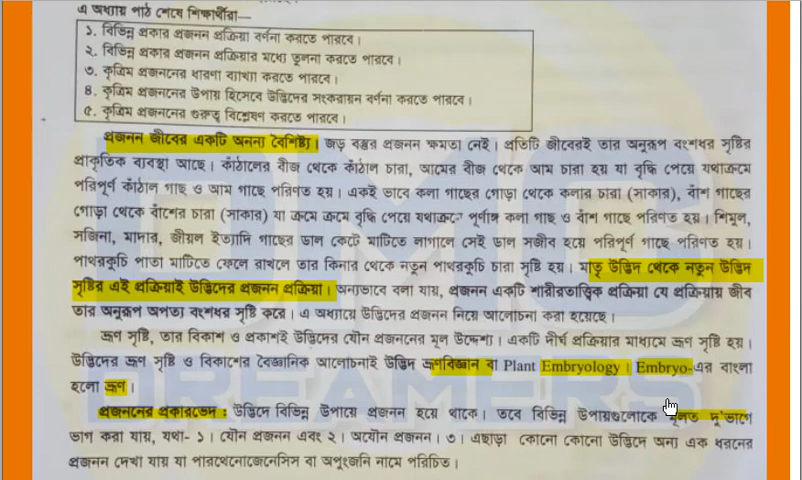 এ অধ্যায় পাঠ শেষে শিক্ষার্থীরা—
১. বিভিন্ন প্রকার প্রজনন প্রক্রিয়া বর্ণনা করতে পারবে।
২. বিভিন্ন প্রকার প্রজনন প্রক্রিয়ার মধ্যে তুলনা করতে পারবে।
৩. কৃত্রিম প্রজননের ধারণা ব্যাখ্যা করতে পারবে।
৪. কৃত্রিম প্রজননের উপায় হিসেবে উদ্ভিদের সংকরায়ন বর্ণনা করতে পারবে।
৫. কৃত্রিম প্রজননের গুরুত্ব বিশ্লেষণ করতে পারবে।
প্রজনন জীবের একটি অনন্য বৈশিষ্ট্য। জড় বস্তুর প্রজনন ক্ষমতা নেই। প্রতিটি জীবেরই তার অনুরূপ বংশধর সৃষ্টির
প্রাকৃতিক ব্যবস্থা আছে। কাঁঠালের বীজ থেকে কাঁঠাল চারা, আমের বীজ থেকে আম চারা হয় যা বৃদ্ধি পেয়ে যথাক্রমে
পরিপূর্ণ কাঁঠাল গাছ ও আম গাছে পরিণত হয়। একই ভাবে কলা গাছের গোড়া থেকে কলার চারা (সাকার), বাঁশ গাছের
গোড়া থেকে বাঁশের চারা (সাকার) যা ক্রমে ক্রমে বৃদ্ধি পেয়ে যথাক্রমে পূর্ণাঙ্গ কলা গাছ ও বাঁশ গাছে পরিণত হয়। শিমুল,
সজিনা, মাদার, জীয়ল ইত্যাদি গাছের ডাল কেটে মাটিতে লাগালে সেই ডাল সজীব হয়ে পরিপূর্ণ গাছে পরিণত হয়।
পাথরকুচি পাতা মাটিতে ফেলে রাখলে তার কিনার থেকে নতুন পাথরকুচি চারা সৃষ্টি হয়। মাতৃ উদ্ভিদ থেকে নতুন উদ্ভিদ
সৃষ্টির এই প্রক্রিয়াই উদ্ভিদের প্রজনন প্রক্রিয়া। অন্যভাবে বলা যায়, প্রজনন একটি শারীরতাত্ত্বিক প্রক্রিয়া যে প্রক্রিয়ায় জীব
তার অনুরূপ অপত্য বংশধর সৃষ্টি করে। এ অধ্যায়ে উদ্ভিদের প্রজনন নিয়ে আলোচনা করা হয়েছে।
ভ্রূণ সৃষ্টি, তার বিকাশ ও প্রকাশই উদ্ভিদের যৌন প্রজননের মূল উদ্দেশ্য। একটি দীর্ঘ প্রক্রিয়ার মাধ্যমে ভ্রূণ সৃষ্টি হয়।
উদ্ভিদের ভ্রূণ সৃষ্টি ও বিকাশের বৈজ্ঞানিক আলোচনাই উদ্ভিদ ভ্রূণবিজ্ঞান বা Plant Embryology। Embryo-এর বাংলা
হলো ভ্রূণ।
প্রজননের প্রকারভেদ : উদ্ভিদে বিভিন্ন উপায়ে প্রজনন হয়ে থাকে। তবে বিভিন্ন উপায়গুলোকে মূলত দু'ভাগে
ভাগ করা যায়, যথা- ১। যৌন প্রজনন এবং ২। অযৌন প্রজনন। ৩। এছাড়া কোনো কোনো উদ্ভিদে অন্য এক ধরনের
প্রজনন দেখা যায় যা পারথেনোজেনেসিস বা অপুংজনি নামে পরিচিত।
DMC
DREAMERS